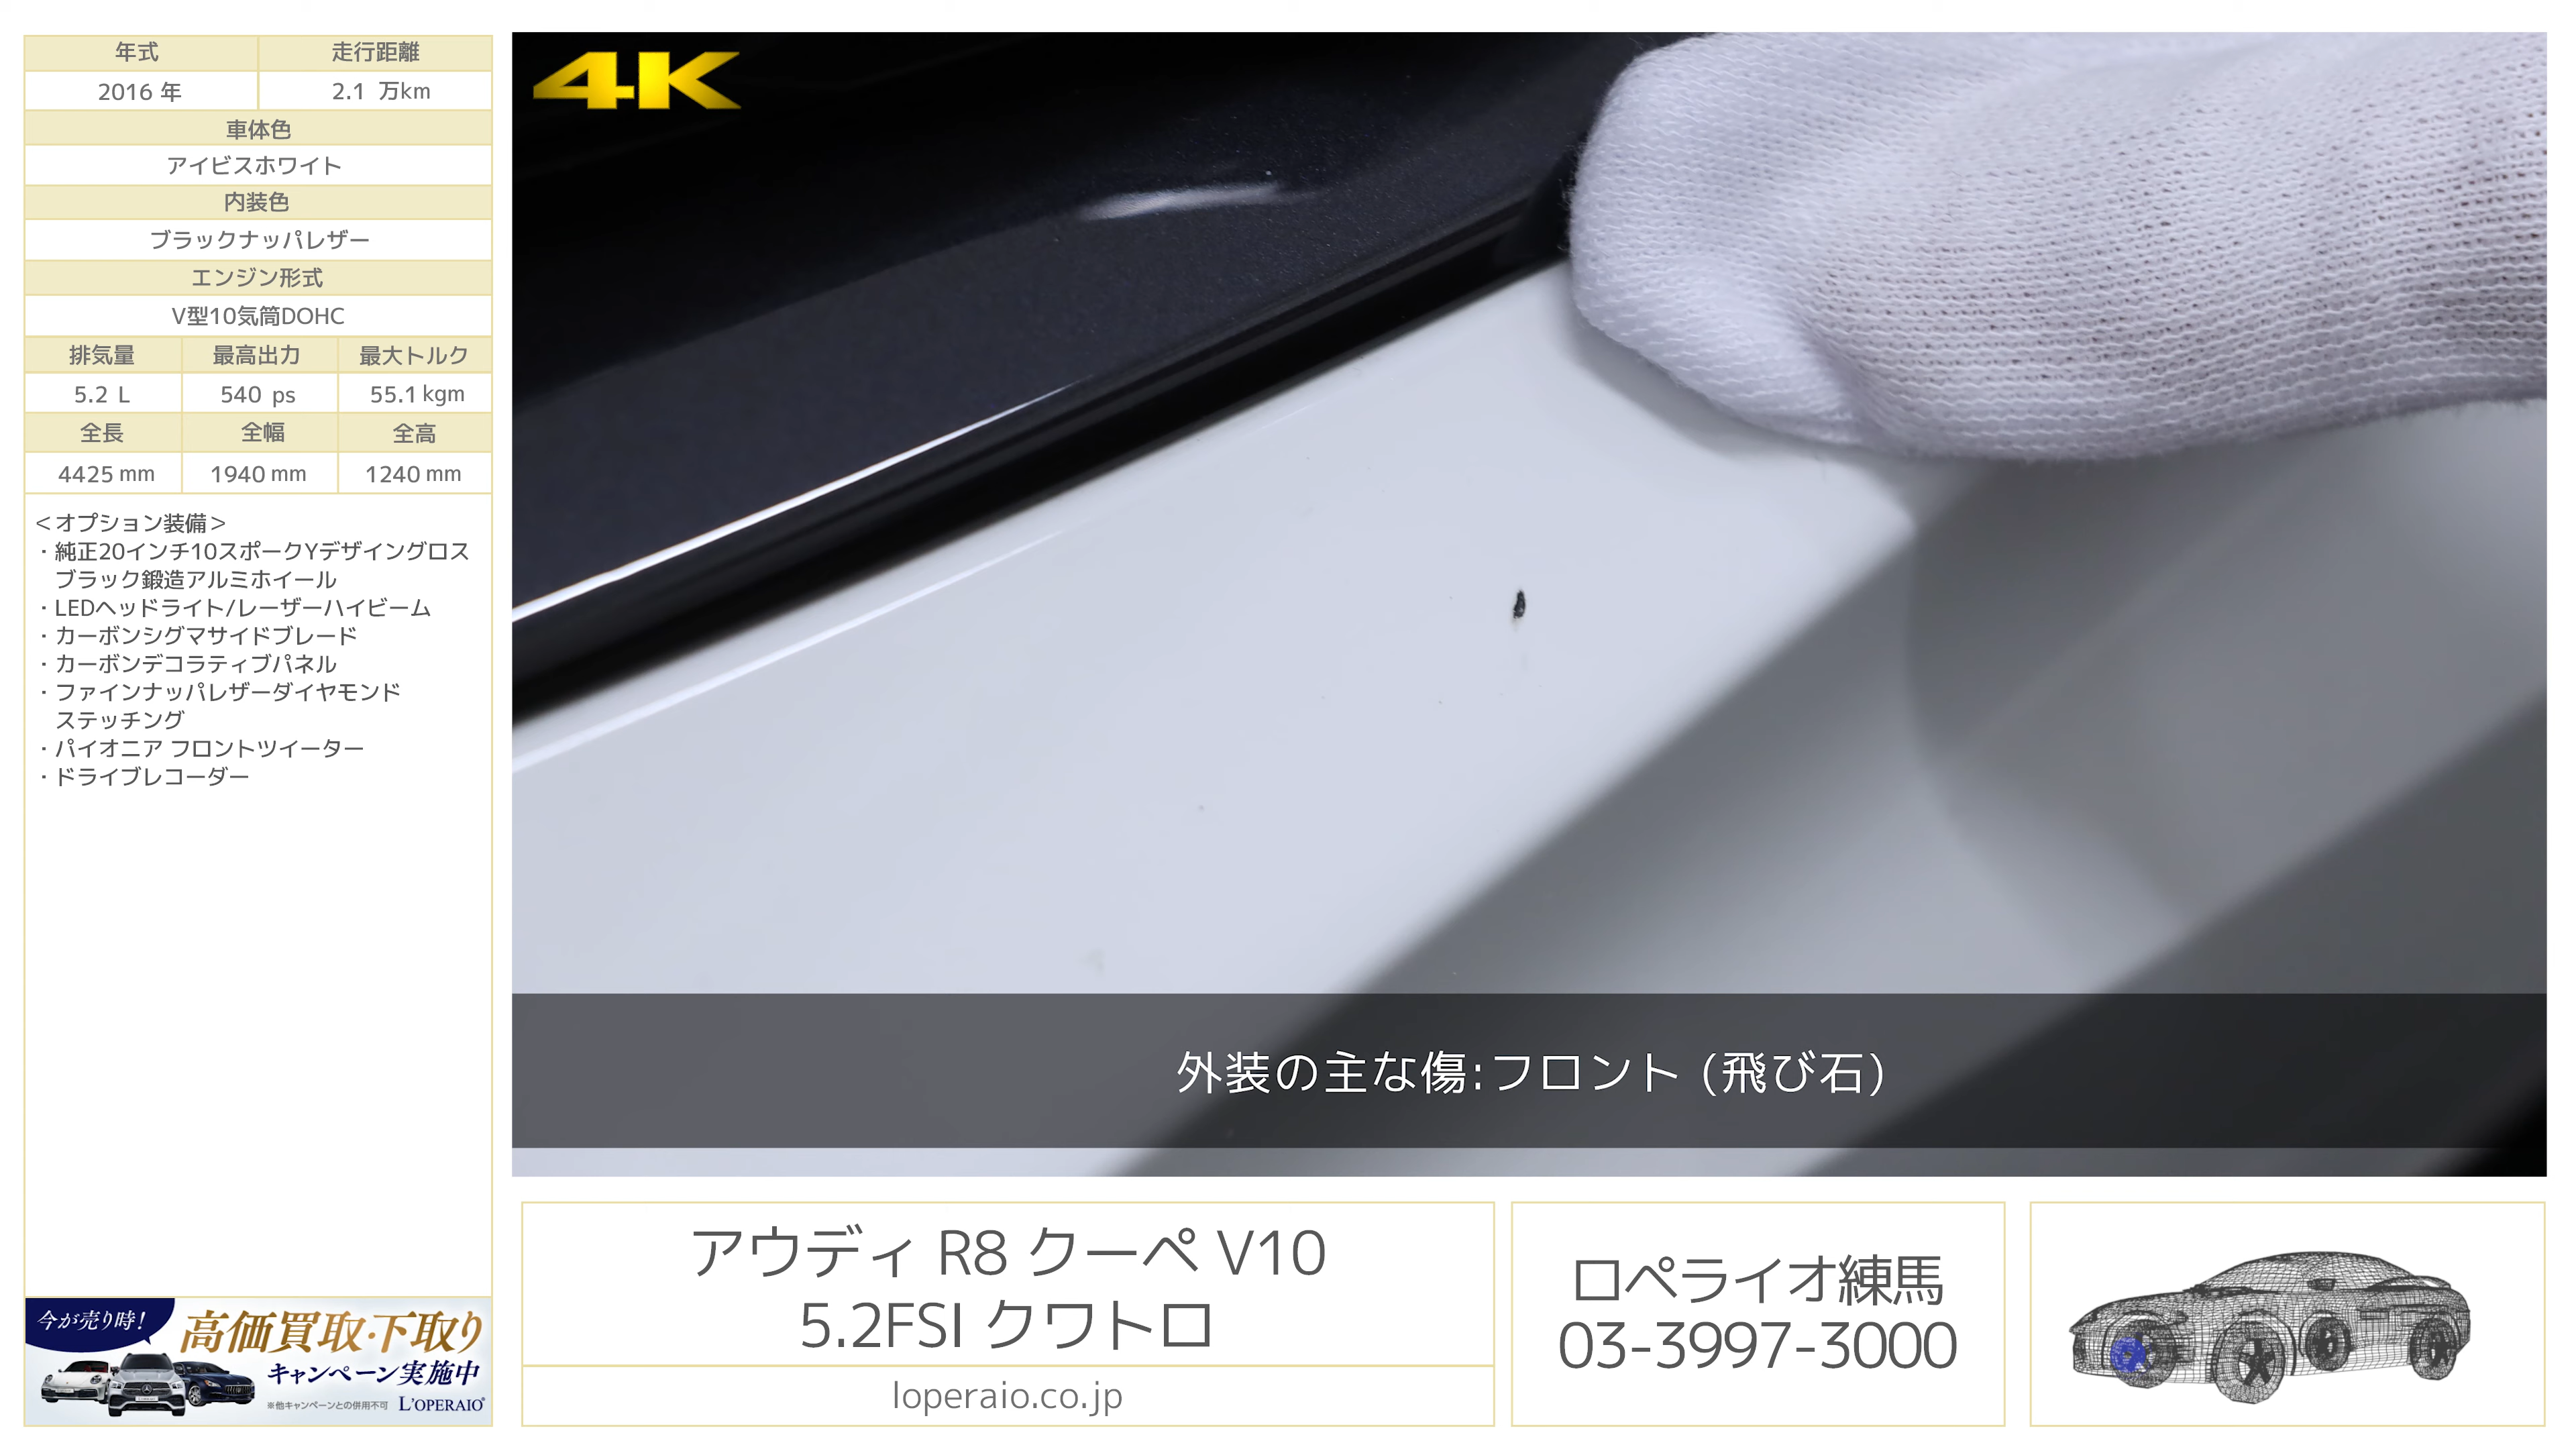 年式 走行距離
2016 年 2.1 万km
車体色
アイビスホワイト
内装色
ブラックナッパレザー
エンジン形式
V型10気筒DOHC
排気量 最高出力 最大トルク
5.2 L 540 ps 55.1 kgm
全長 全幅 全高
4425 mm 1940 mm 1240 mm
＜オプション装備＞
・純正20インチ10スポークYデザイングロス
ブラック鍛造アルミホイール
・LEDヘッドライト/レーザーハイビーム
・カーボンシグマサイドブレード
・カーボンデコラティブパネル
・ファインナッパレザーダイヤモンド
ステッチング
・パイオニア フロントツイーター
・ドライブレコーダー
今が売り時!
高価買取・下取り
キャンペーン実施中
※他キャンペーンとの併用不可 L'OPERAIO
4K
外装の主な傷:フロント (飛び石)
アウディ R8 クーペ V10
5.2FSI クワトロ
loperaio.co.jp
ロペライオ練馬
03-3997-3000